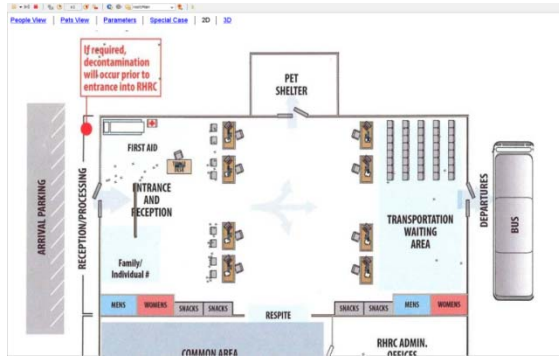 People View | Pets View | Parameters | Special Case | 2D | 3D
If required,
decontamination
will occur prior to
entrance into RHRC
PET
SHELTER
FIRST AID
ENTRANCE
AND
RECEPTION
Family/
Individual #
ARRIVAL PARKING
RECEPTION/PROCESSING
TRANSPORTATION
WAITING
AREA
DEPARTURES
BUS
MENS
WOMENS
SNACKS
SNACKS
RESPITE
SNACKS
SNACKS
MENS
WOMENS
COMMON AREA
RHRC ADMIN.
OFFICES